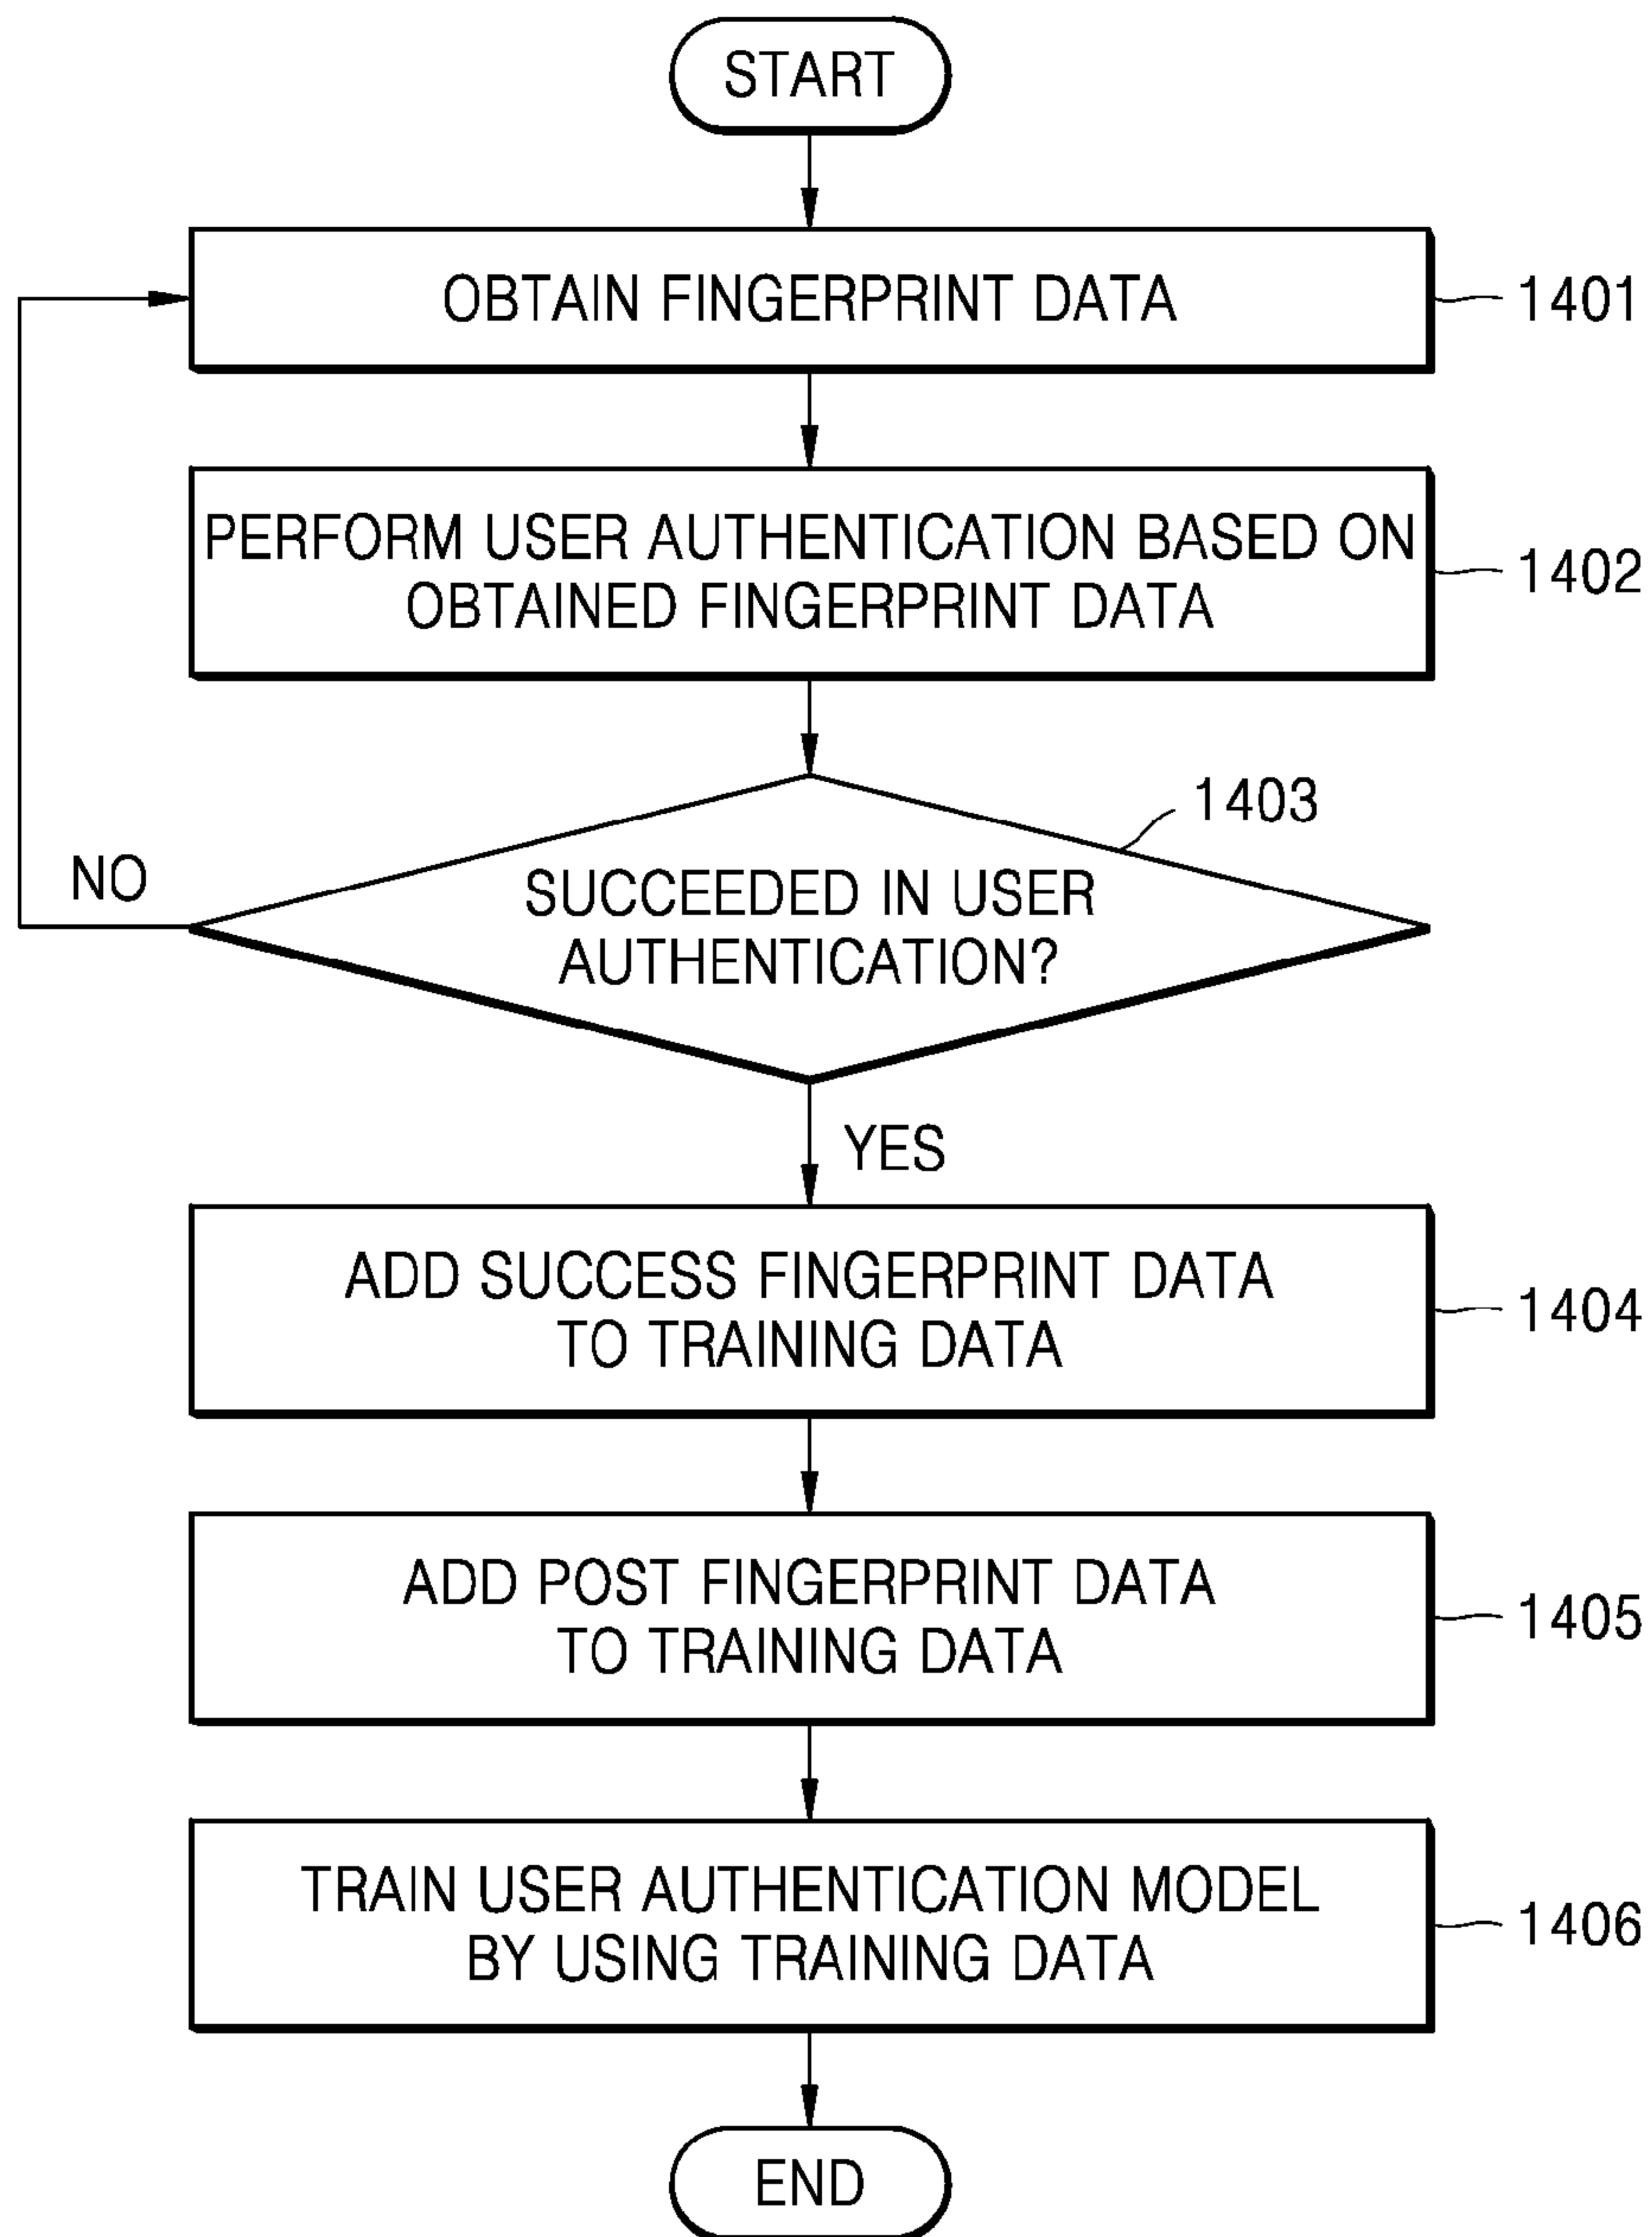 START
OBTAIN FINGERPRINT DATA
1401
PERFORM USER AUTHENTICATION BASED ON
OBTAINED FINGERPRINT DATA
1402
1403
SUCCEEDED IN USER
AUTHENTICATION?
NO
YES
ADD SUCCESS FINGERPRINT DATA
TO TRAINING DATA
1404
ADD POST FINGERPRINT DATA
TO TRAINING DATA
1405
TRAIN USER AUTHENTICATION MODEL
BY USING TRAINING DATA
1406
END